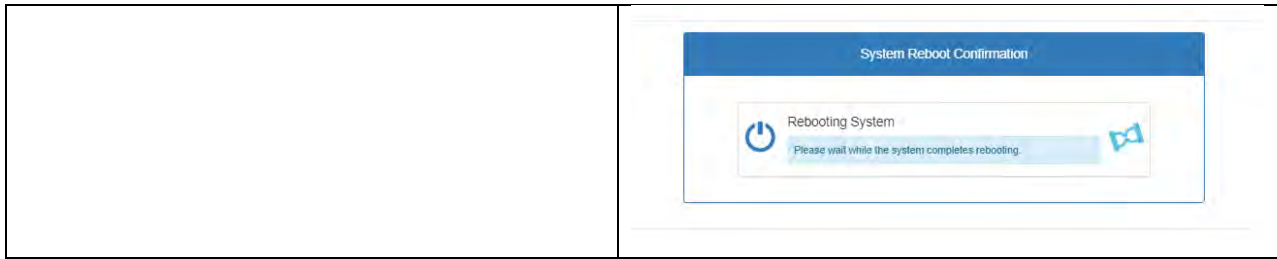 System Reboot Confirmation
Rebooting System
Please wait while the system completes rebooting.